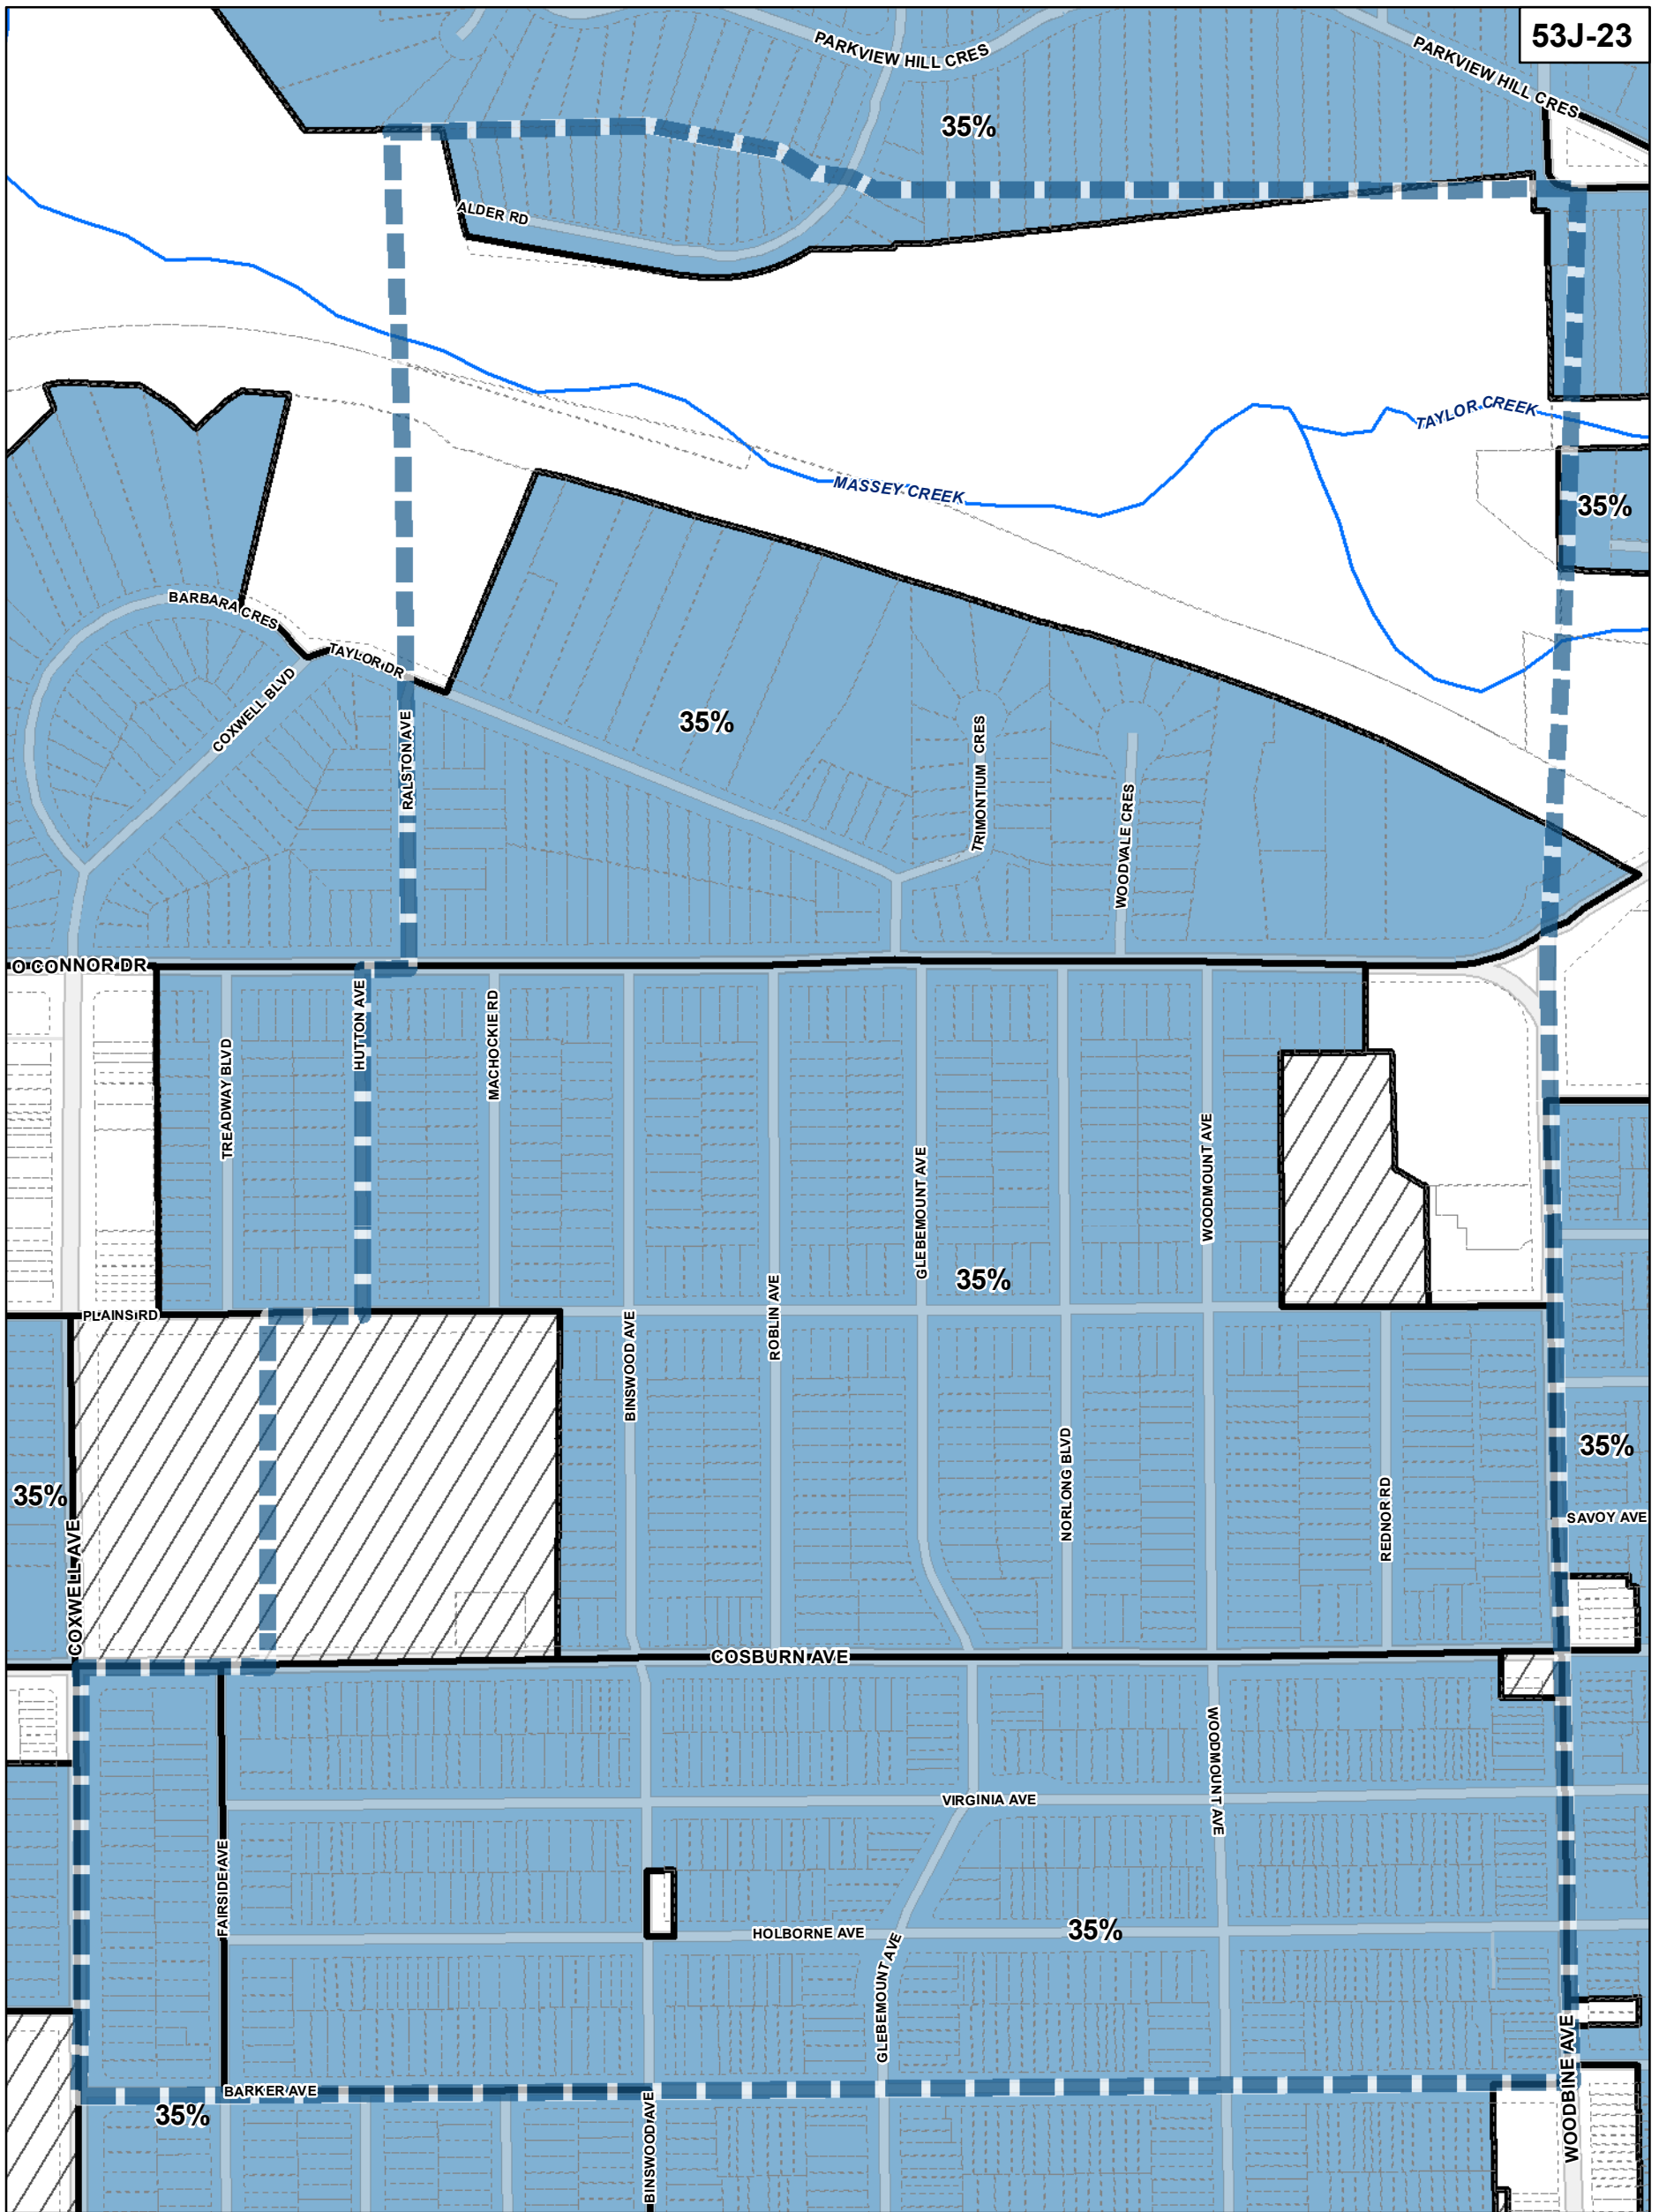 53J-23
PARKVIEW HILL CRES
PARKVIEW HILL CRES
35%
ALDER RD
TAYLOR CREEK
MASSEY CREEK
35%
BARBARA CRES
TAYLOR DR
COXWELL BLVD
RALSTON AVE
35%
TRIMONTIUM CRES
WOODVALE CRES
O CONNOR DR
HUTTON AVE
MACHOCKIE RD
TREADWAY BLVD
GLEBEMOUNT AVE
WOODMOUNT AVE
35%
PLAINS RD
BINSWOOD AVE
ROBLIN AVE
NORLONG BLVD
REDNOR RD
35%
35%
SAVOY AVE
COXWELL AVE
COSBURN AVE
WOODMOUNT AVE
VIRGINIA AVE
FAIRSIDE AVE
HOLBORNE AVE
35%
GLEBEMOUNT AVE
WOODBINE AVE
BARKER AVE
35%
BINSWOOD AVE